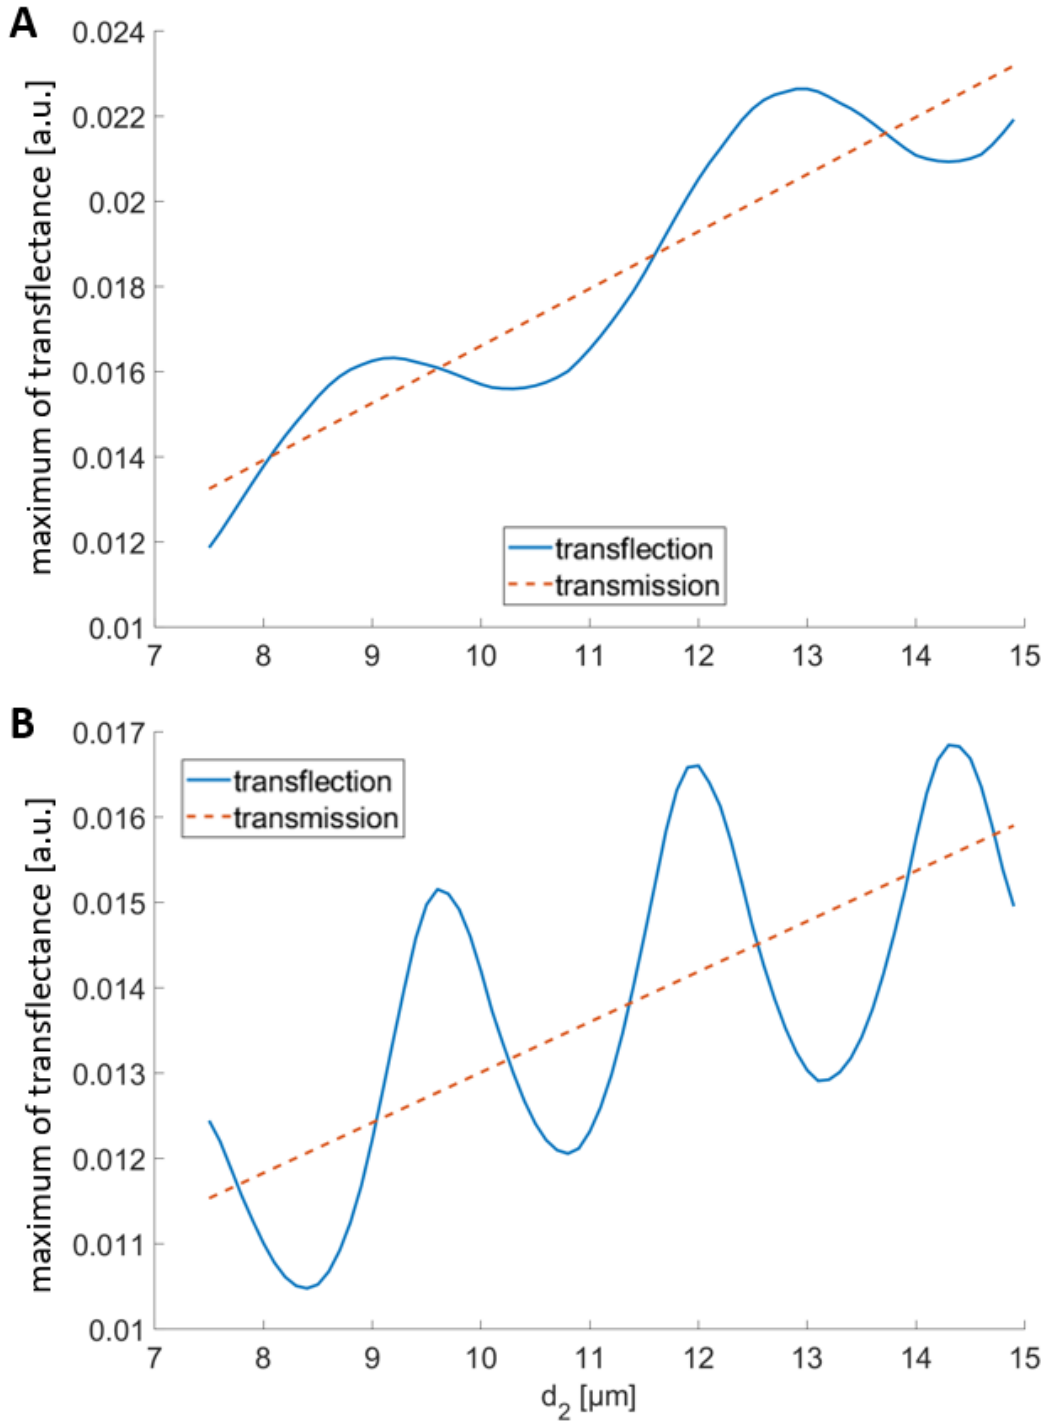 A
0.024
0.022
0.02
0.018
0.016
0.014
0.012
0.01
maximum of transflectance [a.u.]
transflection
transmission
7 8 9 10 11 12 13 14 15
B
0.017
0.016
0.015
0.014
0.013
0.012
0.011
0.01
maximum of transflectance [a.u.]
transflection
transmission
7 8 9 10 11 12 13 14 15
d2 [µm]